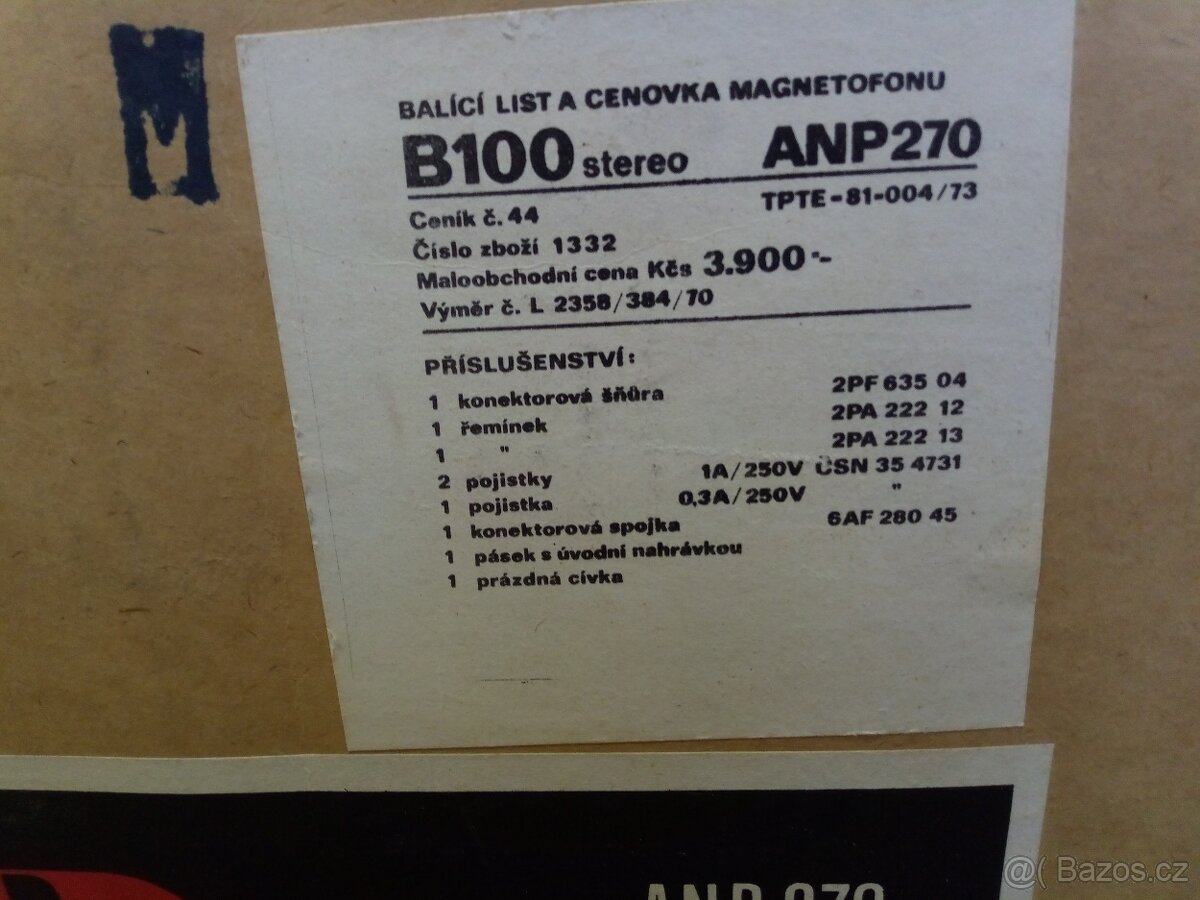 M
BALÍCÍ LIST A CENOVKA MAGNETOFONU
B100 stereo ANP270
TPTE-81-004/73
Ceník č. 44
Číslo zboží 1332
Maloobchodní cena Kčs 3.900·-
Výměr č. L 2358/384/70
PŘÍSLUŠENSTVÍ:
1 konektorová šňůra 2PF 635 04
1 řemínek 2PA 222 12
1 " 2PA 222 13
2 pojistky 1A/250V ČSN 35 4731
1 pojistka 0,3A/250V "
1 konektorová spojka 6AF 280 45
1 pásek s úvodní nahrávkou
1 prázdná cívka
ANP 270
@( Bazos.cz